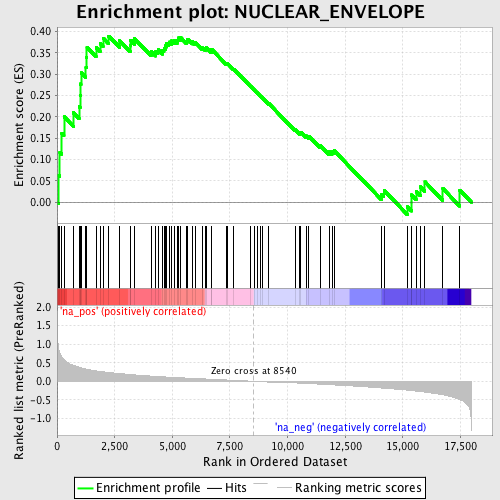 Enrichment plot: NUCLEAR_ENVELOPE
Enrichment score (ES)
0.40
0.35
0.30
0.25
0.20
0.15
0.10
0.05
0.00
Ranked list metric (PreRanked)
2.0
1.5
1.0
0.5
0.0
-0.5
-1.0
'na_pos' (positively correlated)
Zero cross at 8540
'na_neg' (negatively correlated)
0
2,500
5,000
7,500
10,000
12,500
15,000
17,500
Rank in Ordered Dataset
Enrichment profile
Hits
Ranking metric scores